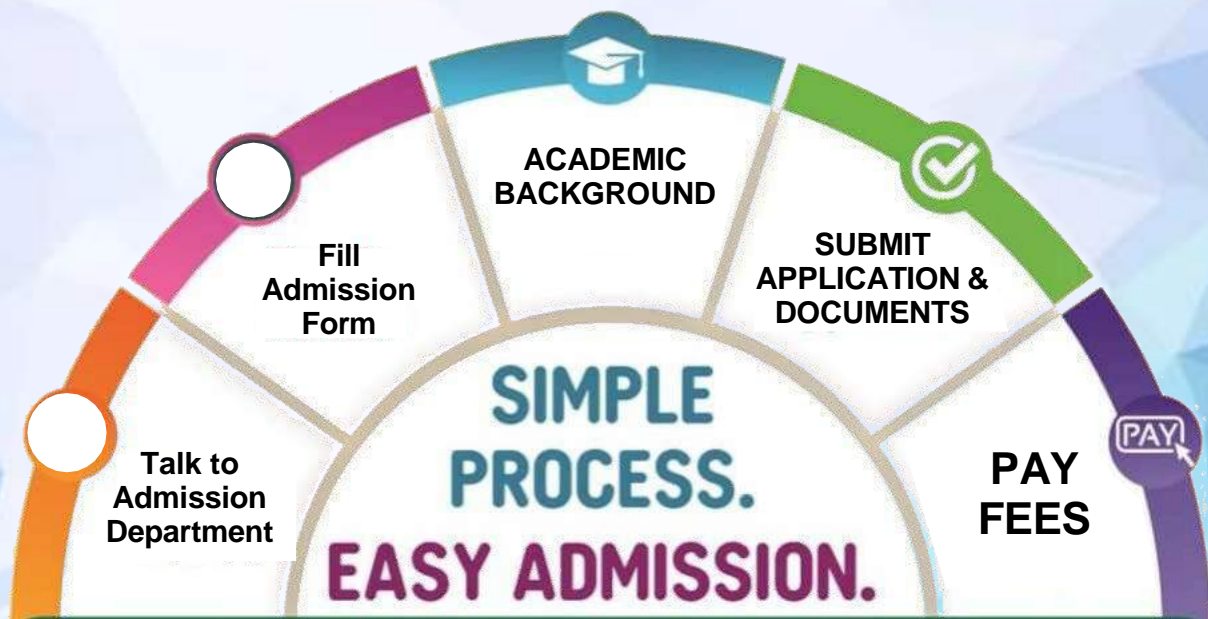 Talk to
Admission
Department
Fill
Admission
Form
ACADEMIC
BACKGROUND
SUBMIT
APPLICATION &
DOCUMENTS
PAY
PAY
FEES
SIMPLE
PROCESS.
EASY ADMISSION.